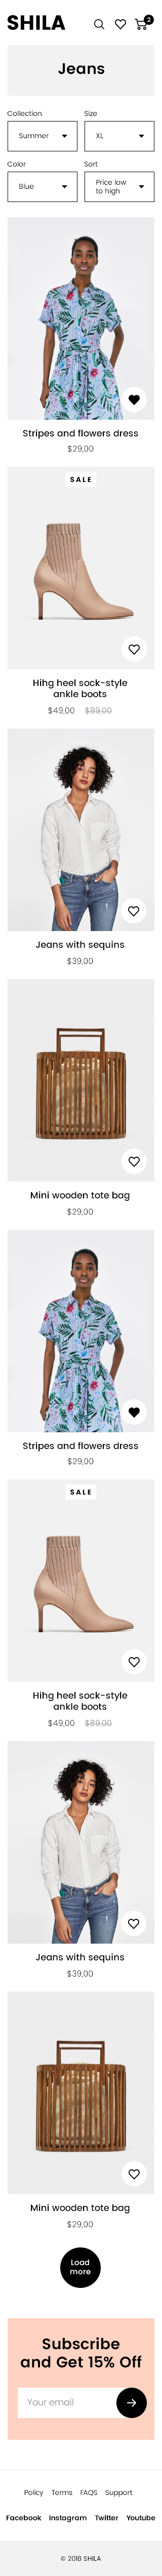 SHILA
2
Jeans
Collection
Size
Summer
XL
Color
Sort
Blue
Price low
to high
Stripes and flowers dress
$29,00
SALE
Hihg heel sock-style
ankle boots
$49,00 $89,00
Jeans with sequins
$39,00
Mini wooden tote bag
$29,00
Stripes and flowers dress
$29,00
SALE
Hihg heel sock-style
ankle boots
$49,00 $89,00
Jeans with sequins
$39,00
Mini wooden tote bag
$29,00
Load
more
Subscribe
and Get 15% Off
Your email
Policy Terms FAQS Support
Facebook Instagram Twitter Youtube
© 2018 SHILA